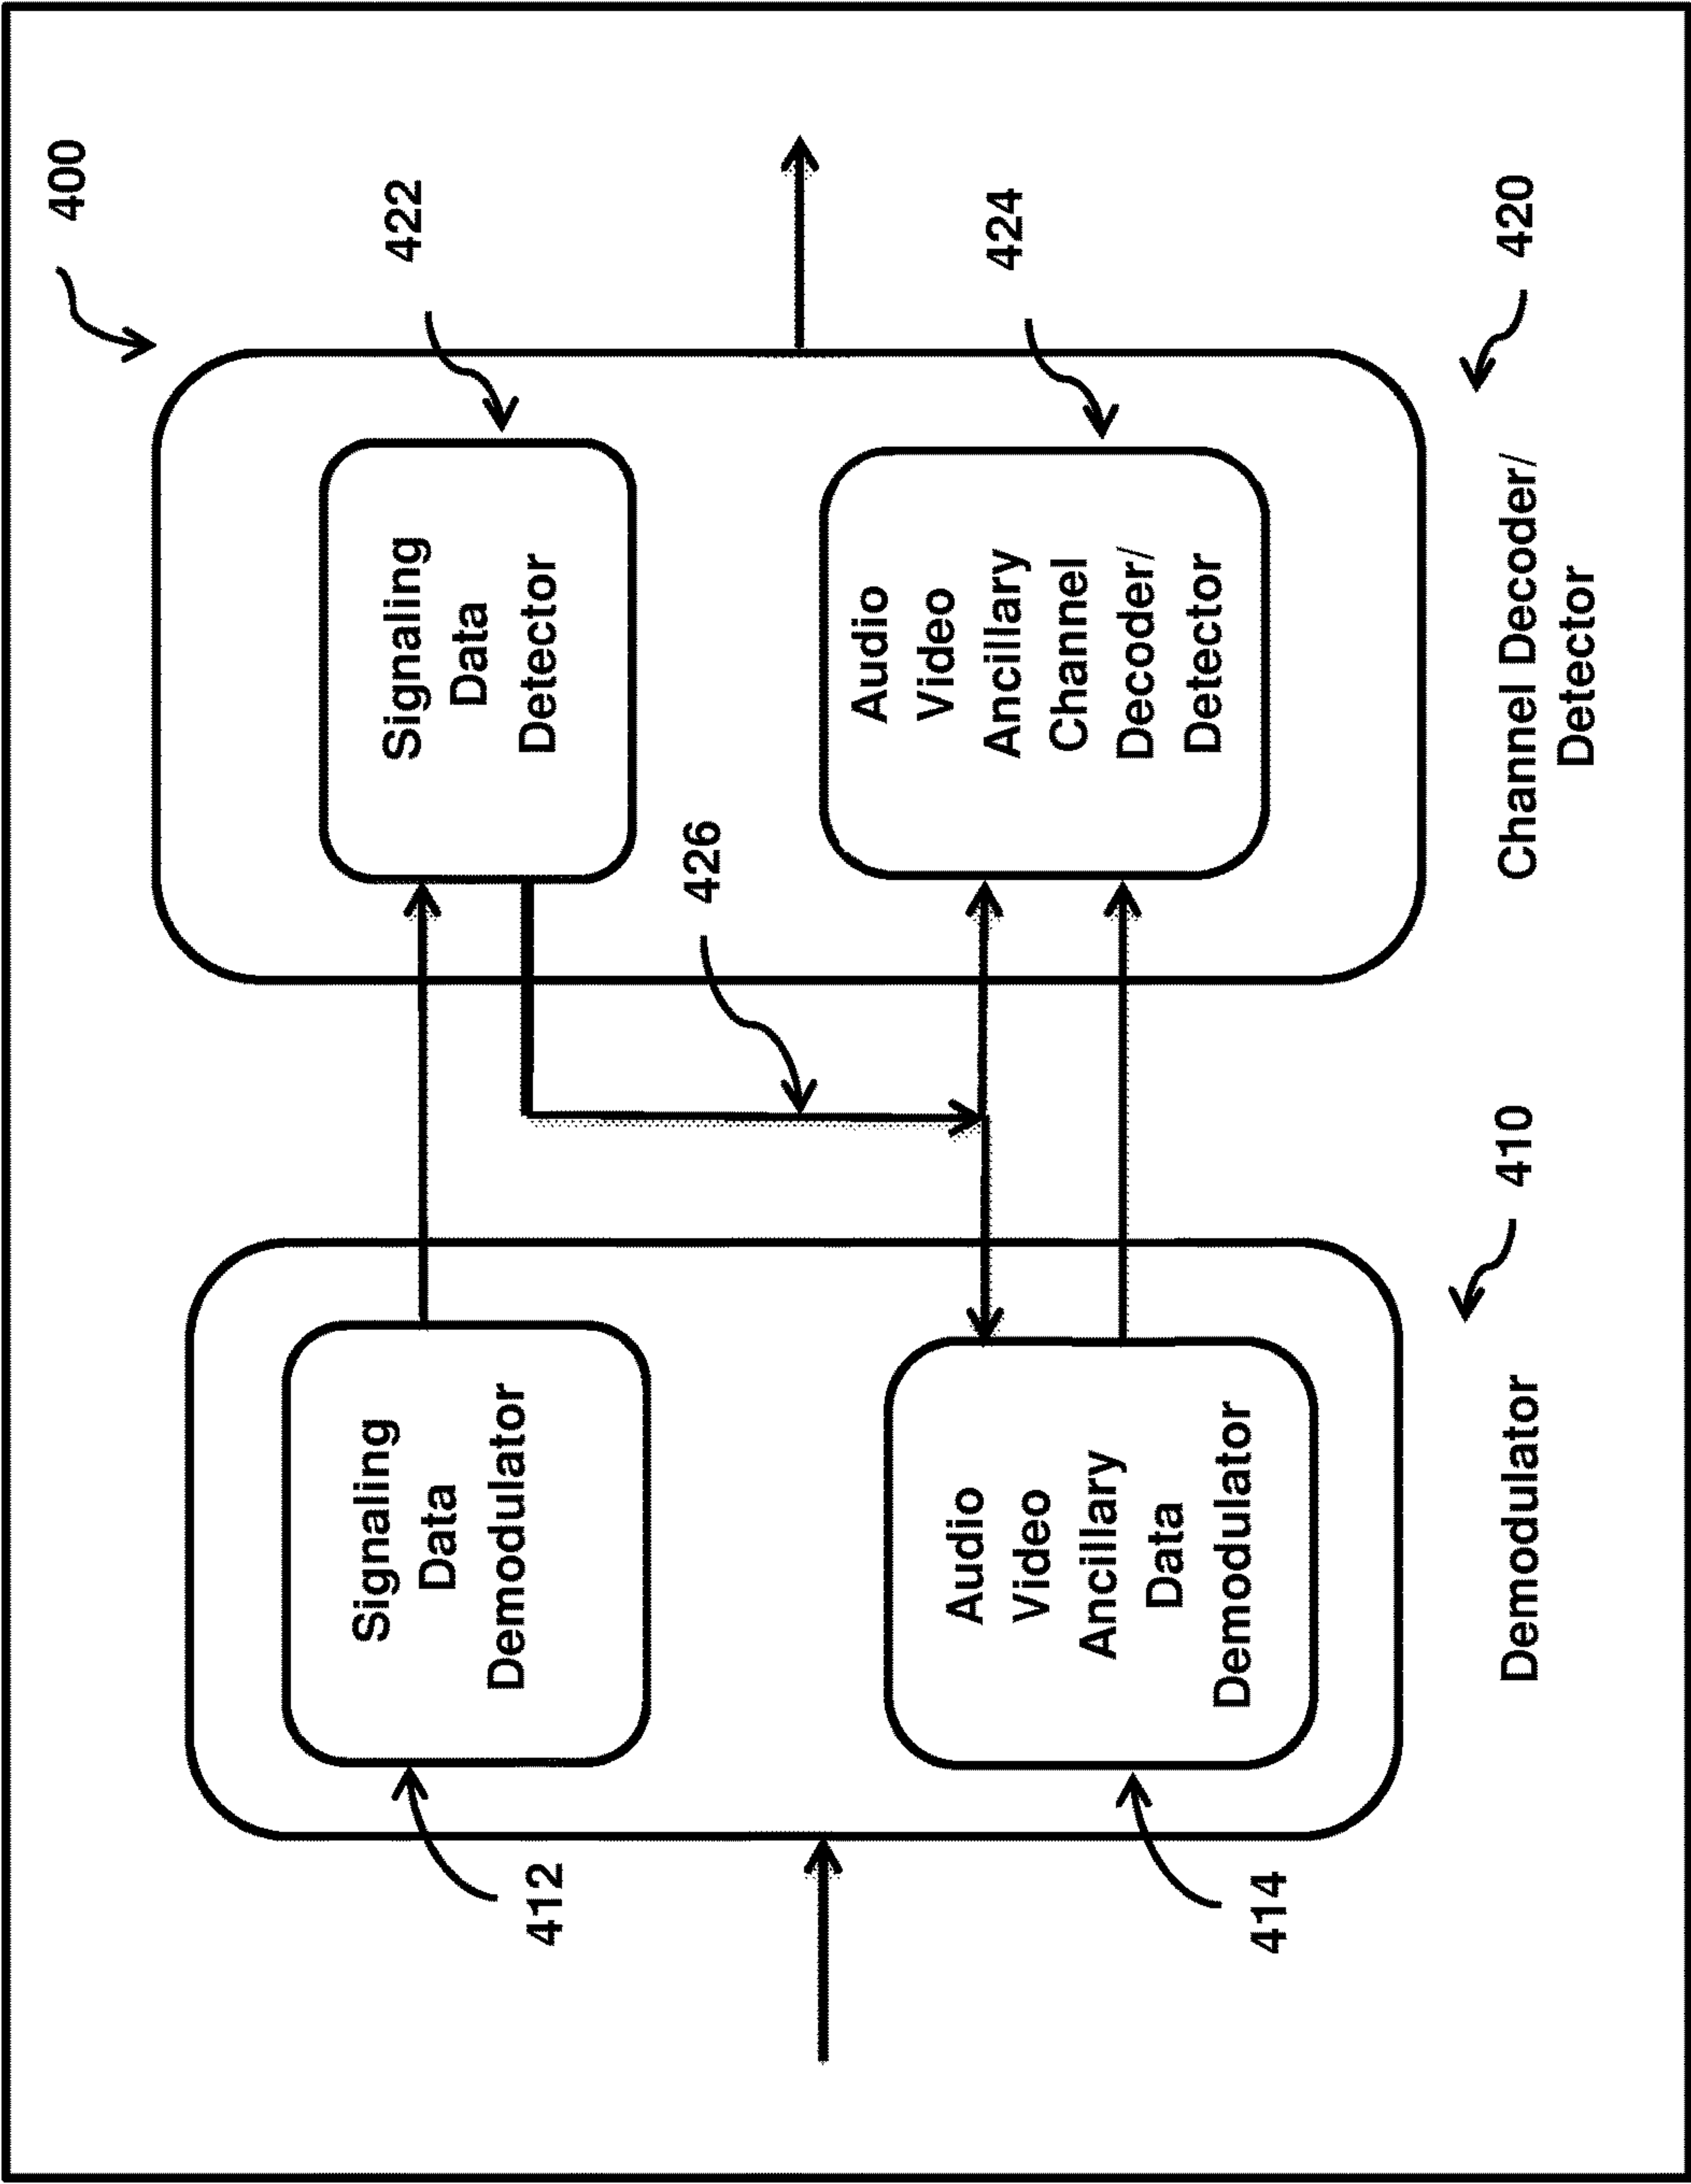 400
412
Signaling
Data
Demodulator
Signaling
Data
Detector
422
426
414
Audio
Video
Ancillary
Data
Demodulator
Audio
Video
Ancillary
Channel
Decoder/
Detector
424
Demodulator
410
Channel Decoder/
Detector
420